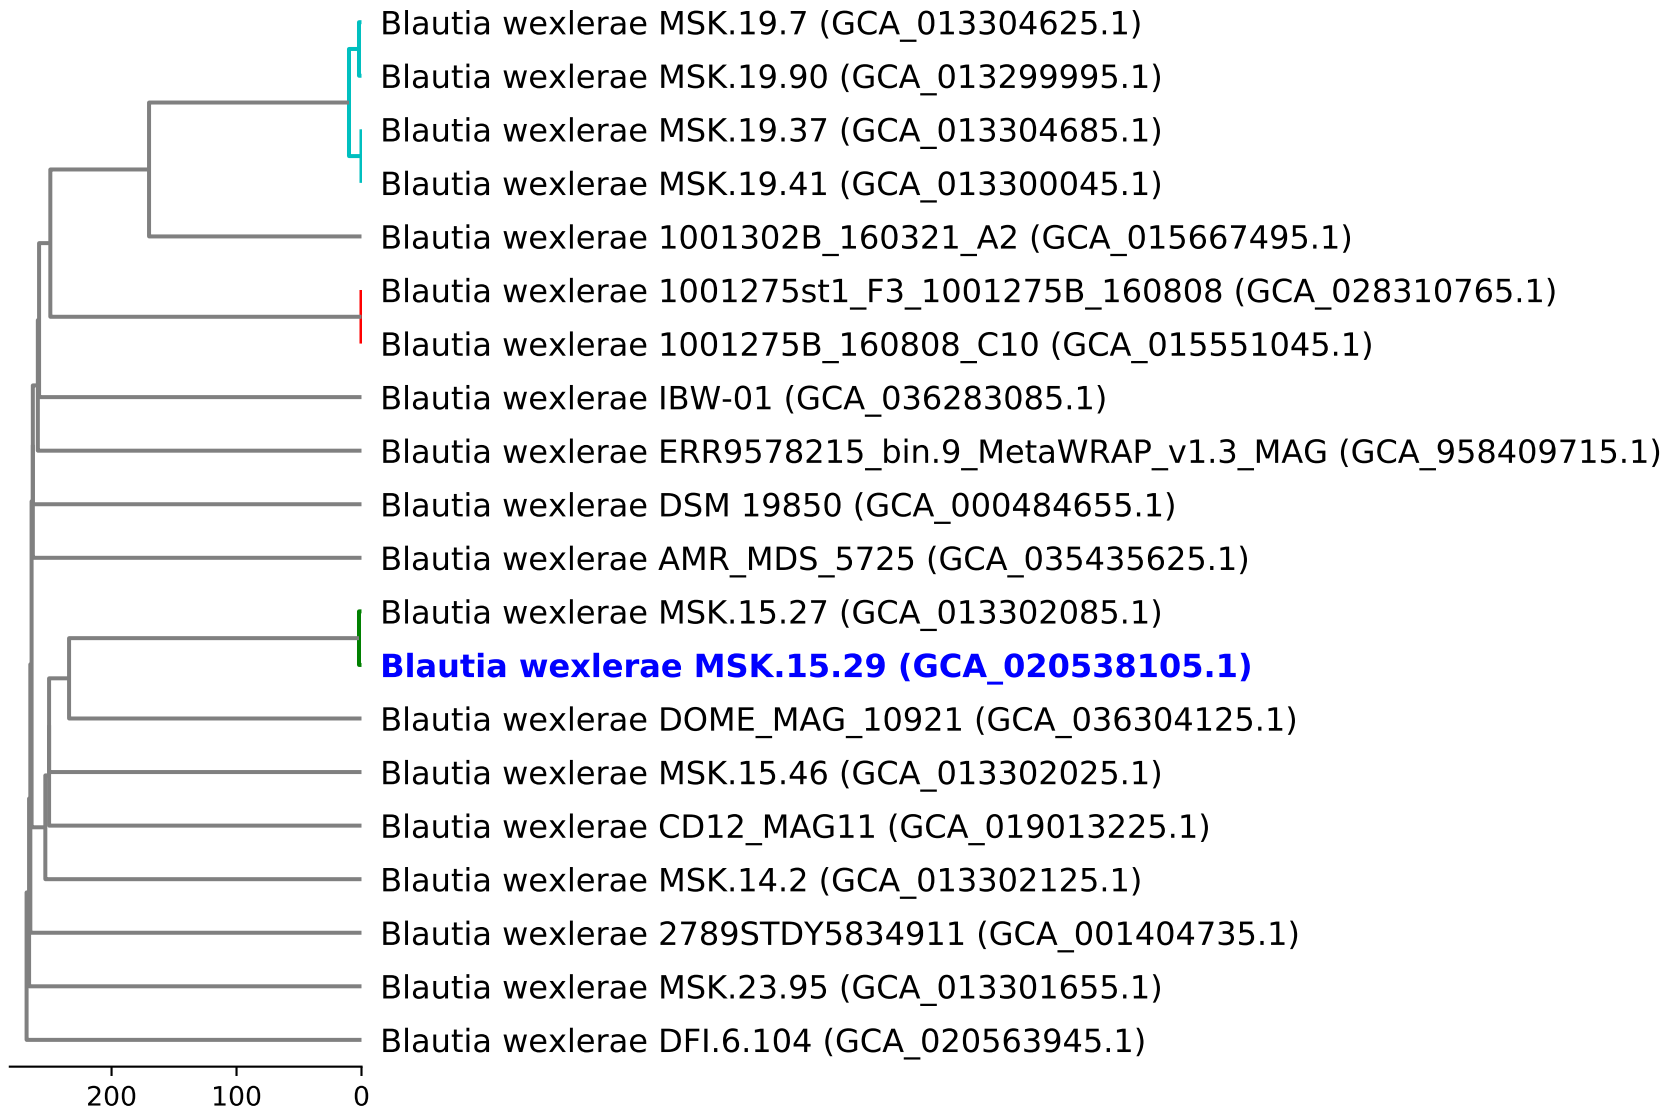 Blautia wexlerae MSK.19.7 (GCA_013304625.1)
Blautia wexlerae MSK.19.90 (GCA_013299995.1)
Blautia wexlerae MSK.19.37 (GCA_013304685.1)
Blautia wexlerae MSK.19.41 (GCA_013300045.1)
Blautia wexlerae 1001302B_160321_A2 (GCA_015667495.1)
Blautia wexlerae 1001275st1_F3_1001275B_160808 (GCA_028310765.1)
Blautia wexlerae 1001275B_160808_C10 (GCA_015551045.1)
Blautia wexlerae IBW-01 (GCA_036283085.1)
Blautia wexlerae ERR9578215_bin.9_MetaWRAP_v1.3_MAG (GCA_958409715.1)
Blautia wexlerae DSM 19850 (GCA_000484655.1)
Blautia wexlerae AMR_MDS_5725 (GCA_035435625.1)
Blautia wexlerae MSK.15.27 (GCA_013302085.1)
Blautia wexlerae MSK.15.29 (GCA_020538105.1)
Blautia wexlerae DOME_MAG_10921 (GCA_036304125.1)
Blautia wexlerae MSK.15.46 (GCA_013302025.1)
Blautia wexlerae CD12_MAG11 (GCA_019013225.1)
Blautia wexlerae MSK.14.2 (GCA_013302125.1)
Blautia wexlerae 2789STDY5834911 (GCA_001404735.1)
Blautia wexlerae MSK.23.95 (GCA_013301655.1)
Blautia wexlerae DFI.6.104 (GCA_020563945.1)
200 100 0